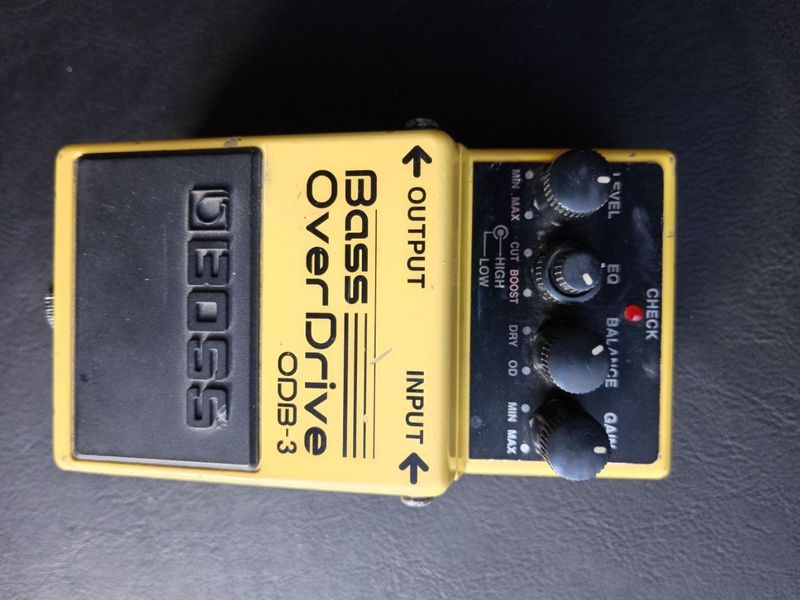 CHECK
LEVEL EQ BALANCE GAIN
MIN MAX CUT BOOST DRY OD MIN MAX
HIGH
LOW
OUTPUT INPUT
Bass
OverDrive
ODB-3
BOSS